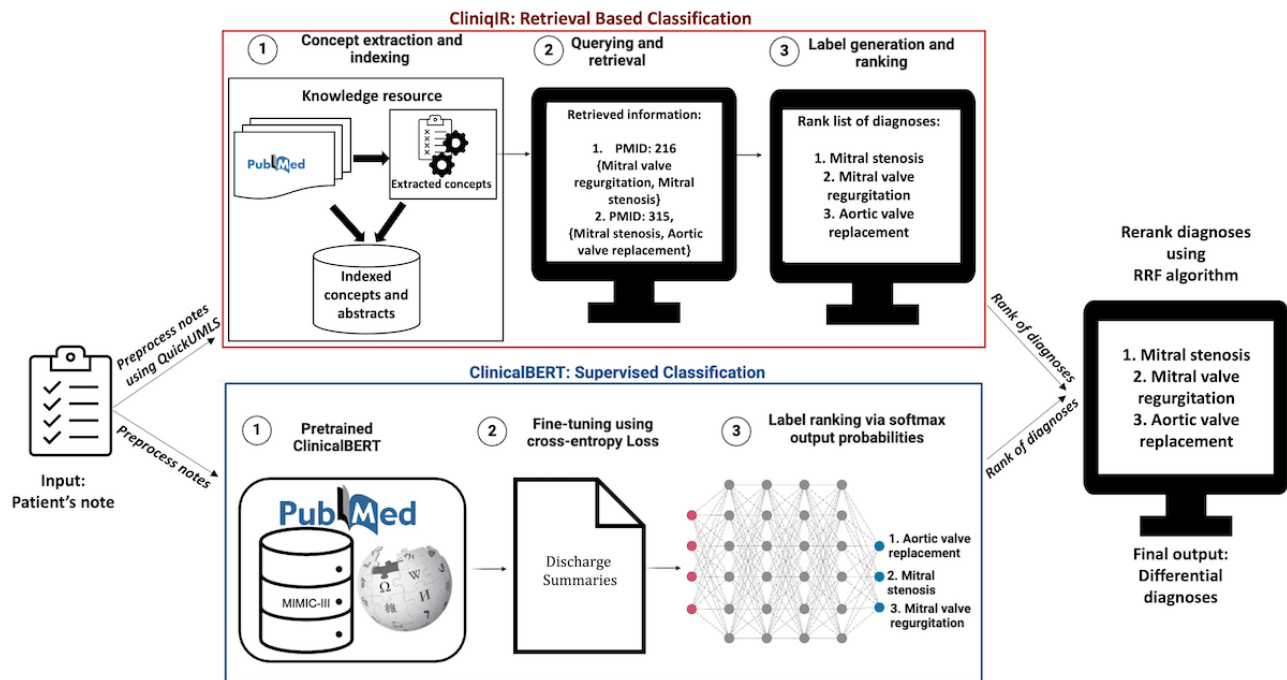 CliniqIR: Retrieval Based Classification
1
Concept extraction and
indexing
Knowledge resource
PubMed
Extracted concepts
Indexed
concepts and
abstracts
2
Querying and
retrieval
Retrieved information:
1. PMID: 216
{Mitral valve
regurgitation, Mitral
stenosis}
2. PMID: 315,
{Mitral stenosis, Aortic
valve replacement}
3
Label generation and
ranking
Rank list of diagnoses:
1. Mitral stenosis
2. Mitral valve
regurgitation
3. Aortic valve
replacement
Preprocess notes
using QuickUMLS
Preprocess notes
Input:
Patient's note
ClinicalBERT: Supervised Classification
1
Pretrained
ClinicalBERT
PubMed
MIMIC-III
Ω
W
И
2
Fine-tuning using
cross-entropy Loss
Discharge
Summaries
3
Label ranking via softmax
output probabilities
1. Aortic valve
replacement
2. Mitral
stenosis
3. Mitral valve
regurgitation
Rank of diagnoses
Rank of diagnoses
Rerank diagnoses
using
RRF algorithm
1. Mitral stenosis
2. Mitral valve
regurgitation
3. Aortic valve
replacement
Final output:
Differential
diagnoses